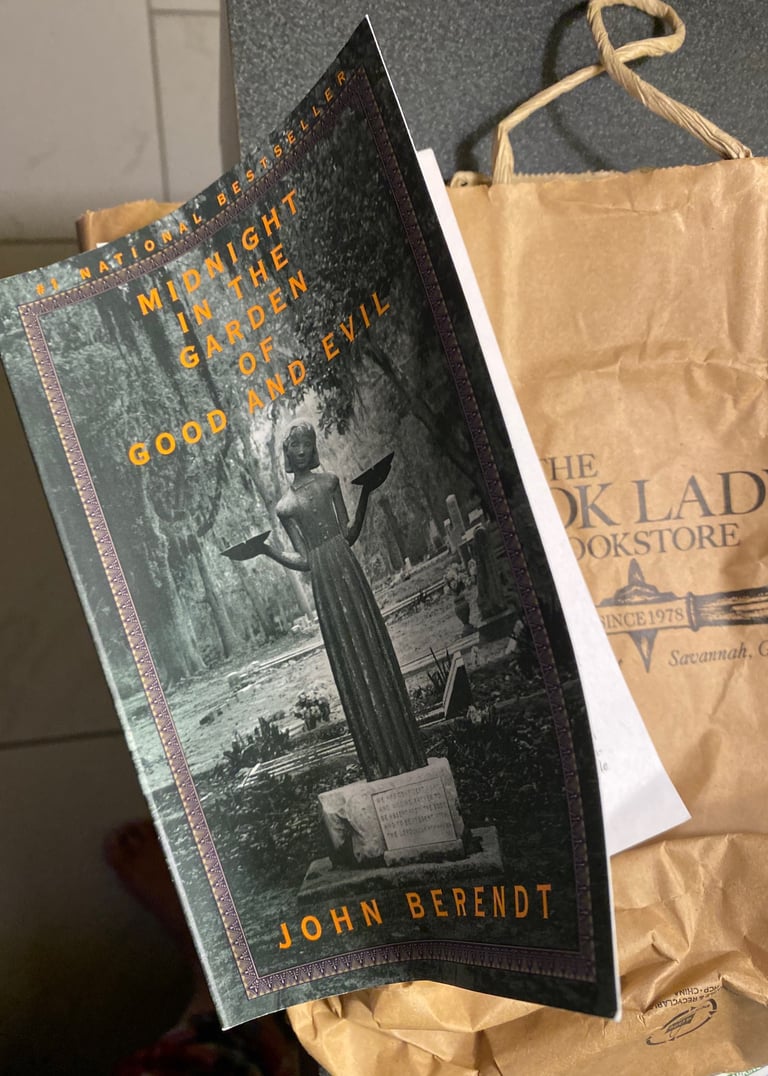 #1 NATIONAL BESTSELLER
MIDNIGHT
IN THE
GARDEN
OF
GOOD AND EVIL
JOHN BERENDT
THE
OK LADY
OOKSTORE
SINCE 1978
Savannah, G